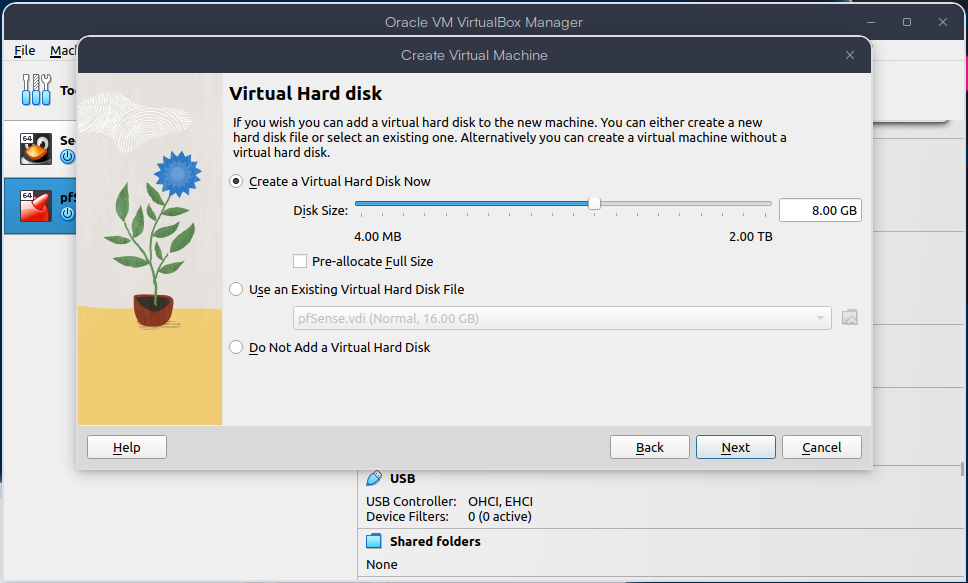 Oracle VM VirtualBox Manager
File
Create Virtual Machine
64
64
Virtual Hard disk
If you wish you can add a virtual hard disk to the new machine. You can either create a new
hard disk file or select an existing one. Alternatively you can create a virtual machine without a
virtual hard disk.
Create a Virtual Hard Disk Now
Disk Size:
8.00 GB
4.00 MB
2.00 TB
Pre-allocate Full Size
Use an Existing Virtual Hard Disk File
pfSense.vdi (Normal, 16.00 GB)
Do Not Add a Virtual Hard Disk
Help
Back
Next
Cancel
USB
USB Controller: OHCI, EHCI
Device Filters: 0 (0 active)
Shared folders
None